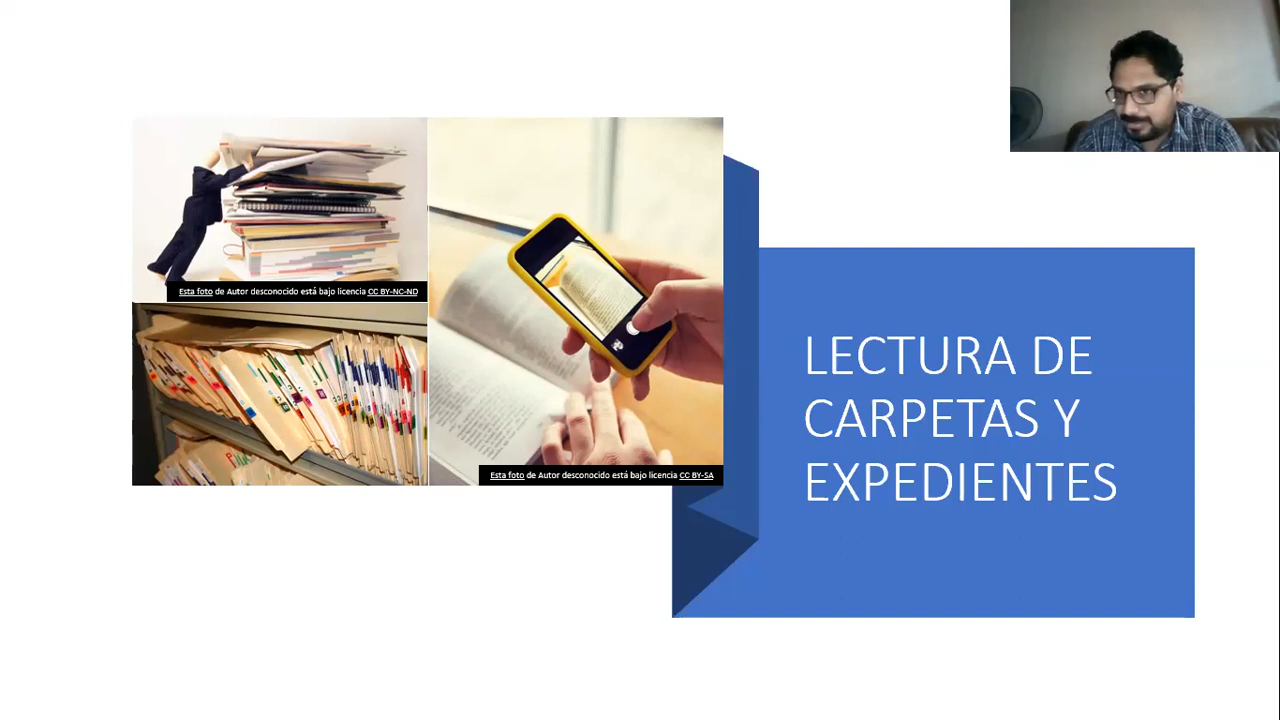 Esta foto de Autor desconocido está bajo licencia CC BY-NC-ND
Esta foto de Autor desconocido está bajo licencia CC BY-SA
LECTURA DE
CARPETAS Y
EXPEDIENTES